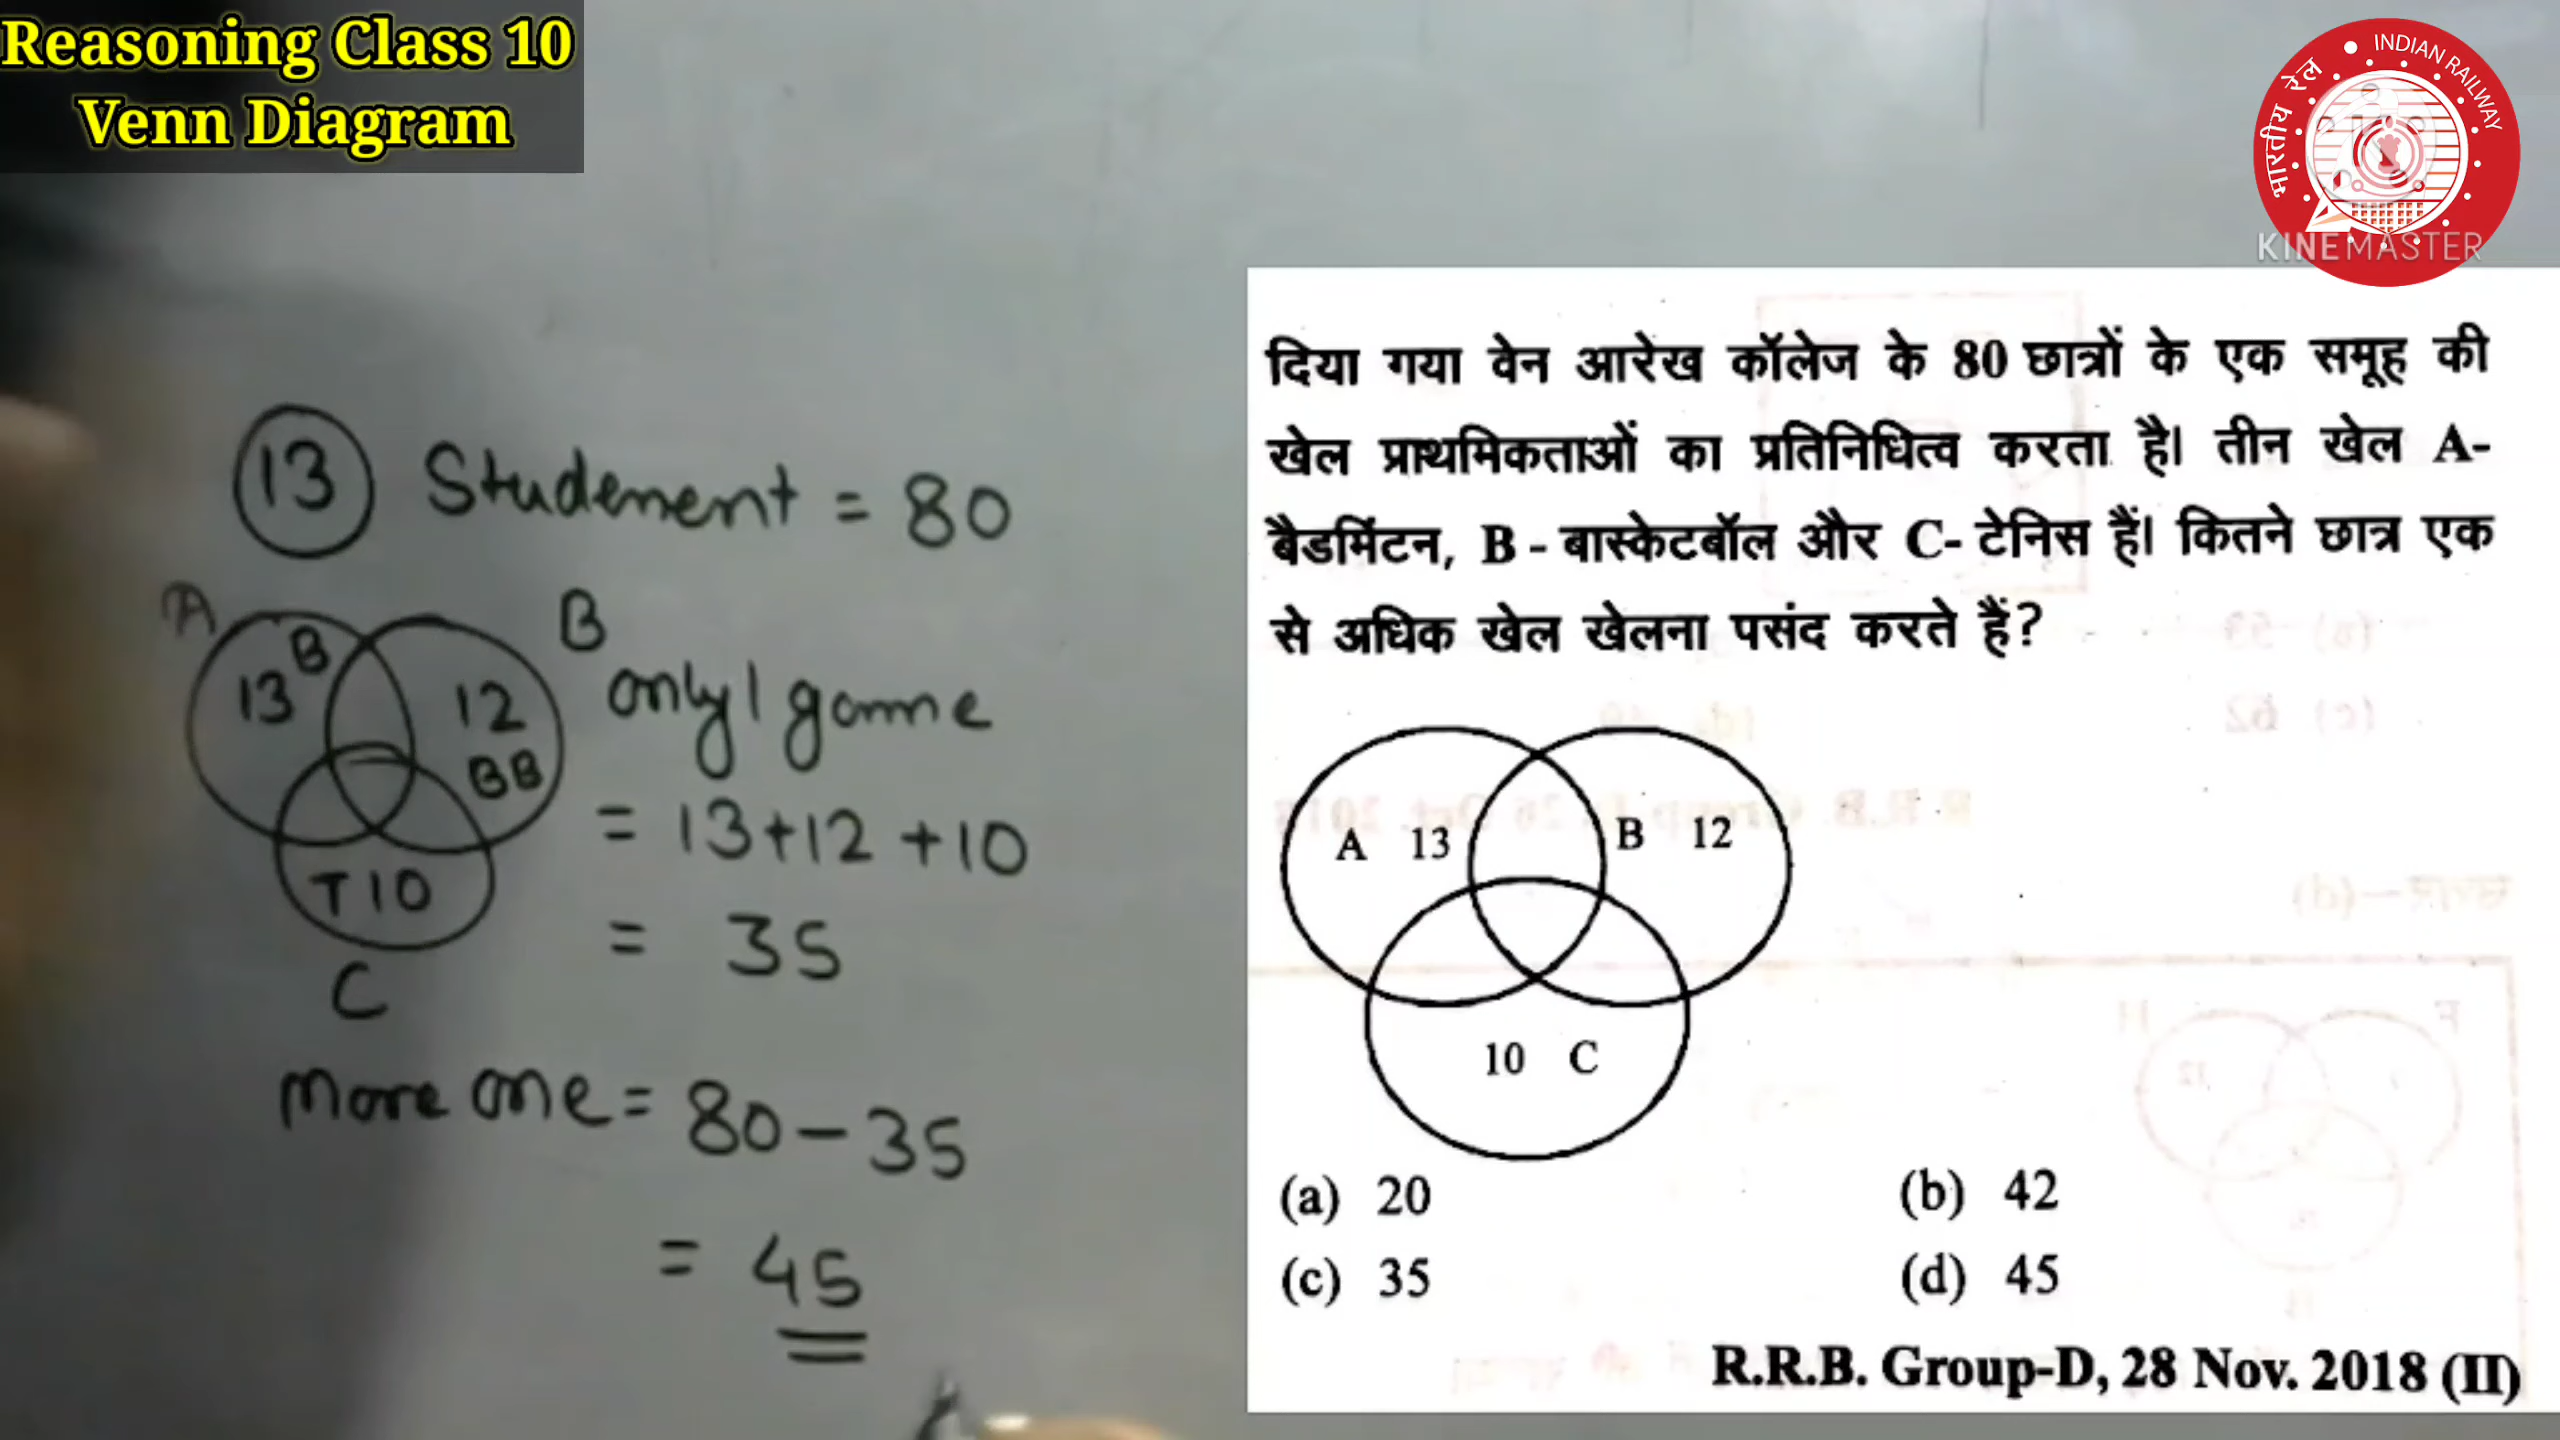 Reasoning Class 10
Venn Diagram
भारतीय रेल
INDIAN RAILWAY
KINEMASTER
13 Studement = 80
A
B
13 B
12
BB
T 10
C
only 1 game
= 13+12+10
= 35
More one = 80-35
= 45
दिया गया वेन आरेख कॉलेज के 80 छात्रों के एक समूह की
खेल प्राथमिकताओं का प्रतिनिधित्व करता है। तीन खेल A-
बैडमिंटन, B - बास्केटबॉल और C- टेनिस हैं। कितने छात्र एक
से अधिक खेल खेलना पसंद करते हैं?
A 13
B 12
10 C
(a) 20
(b) 42
(c) 35
(d) 45
R.R.B. Group-D, 28 Nov. 2018 (II)